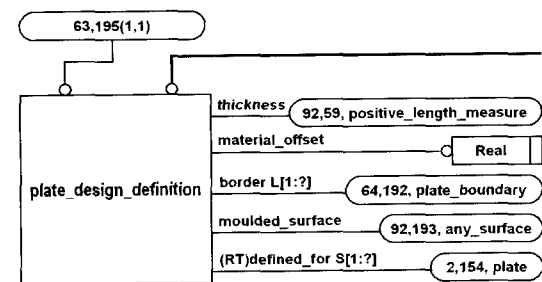 63,195(1,1)
thickness
92,59, positive_length_measure
material_offset
Real
plate_design_definition
border L[1:?]
64,192, plate_boundary
moulded_surface
92,193, any_surface
(RT)defined_for S[1:?]
2,154, plate